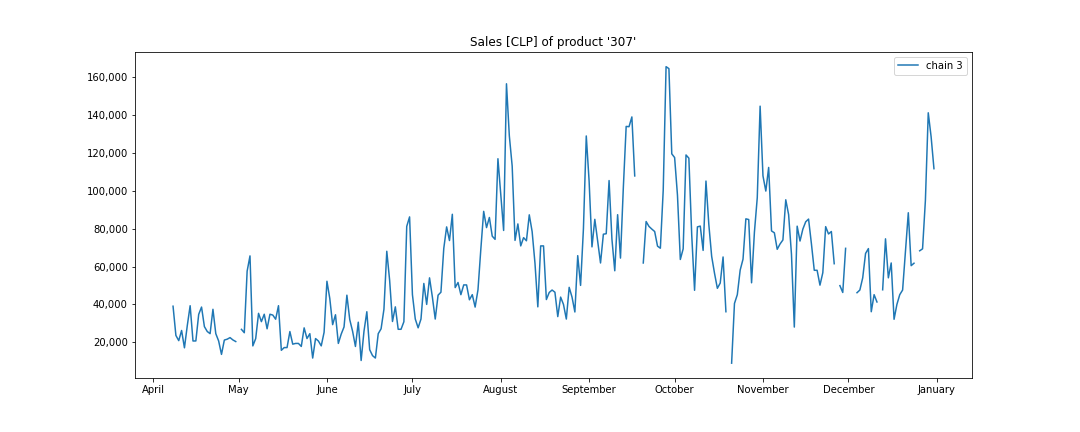 Sales [CLP] of product '307'
chain 3
160,000
140,000
120,000
100,000
80,000
60,000
40,000
20,000
April May June July August September October November December January